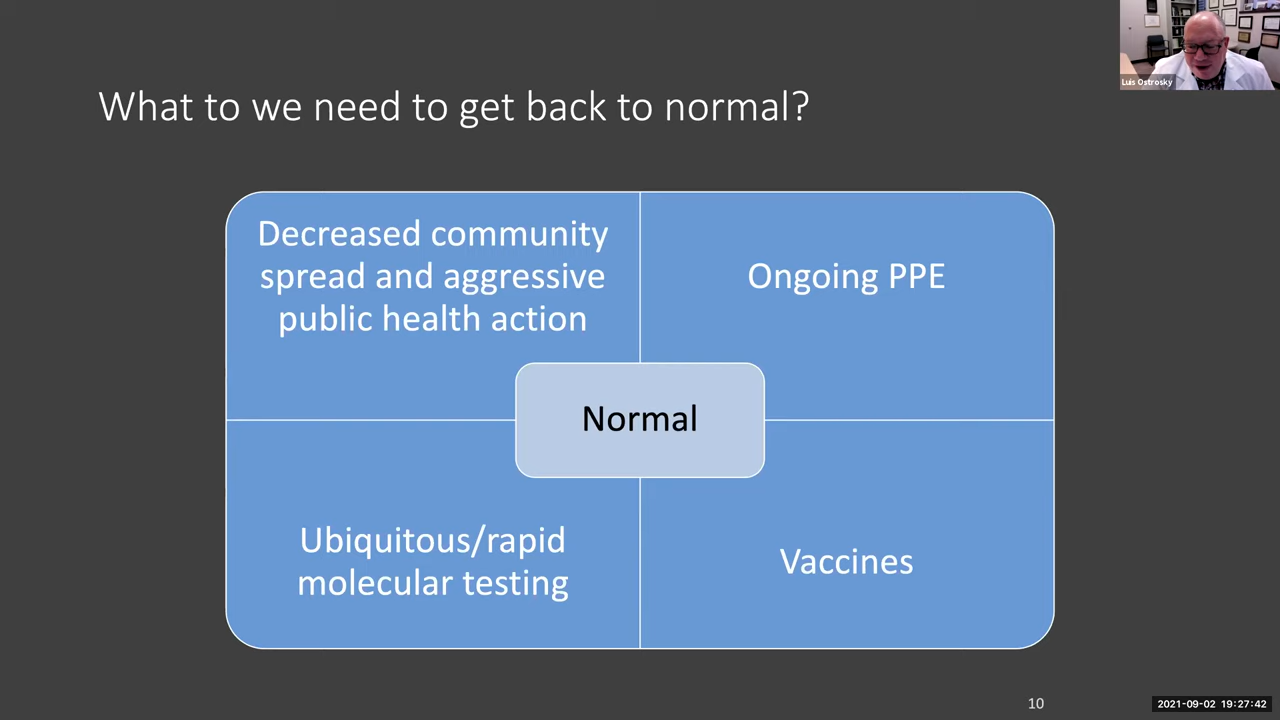 Luis Ostrosky
What to we need to get back to normal?
Decreased community
spread and aggressive
public health action
Ongoing PPE
Normal
Ubiquitous/rapid
molecular testing
Vaccines
10
2021-09-02 19:27:42